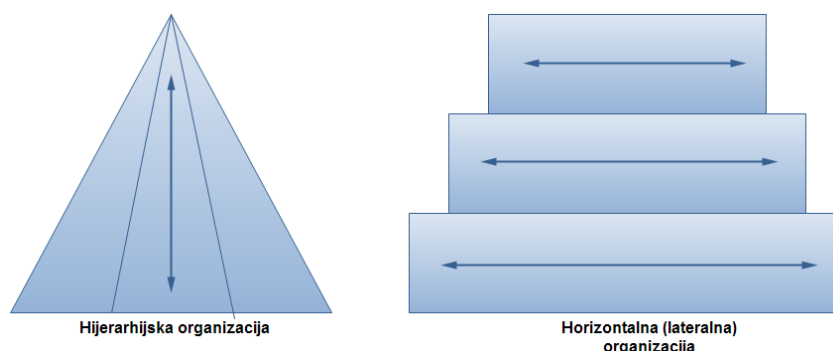 Hijerarhijska organizacija
Horizontalna (lateralna)
organizacija